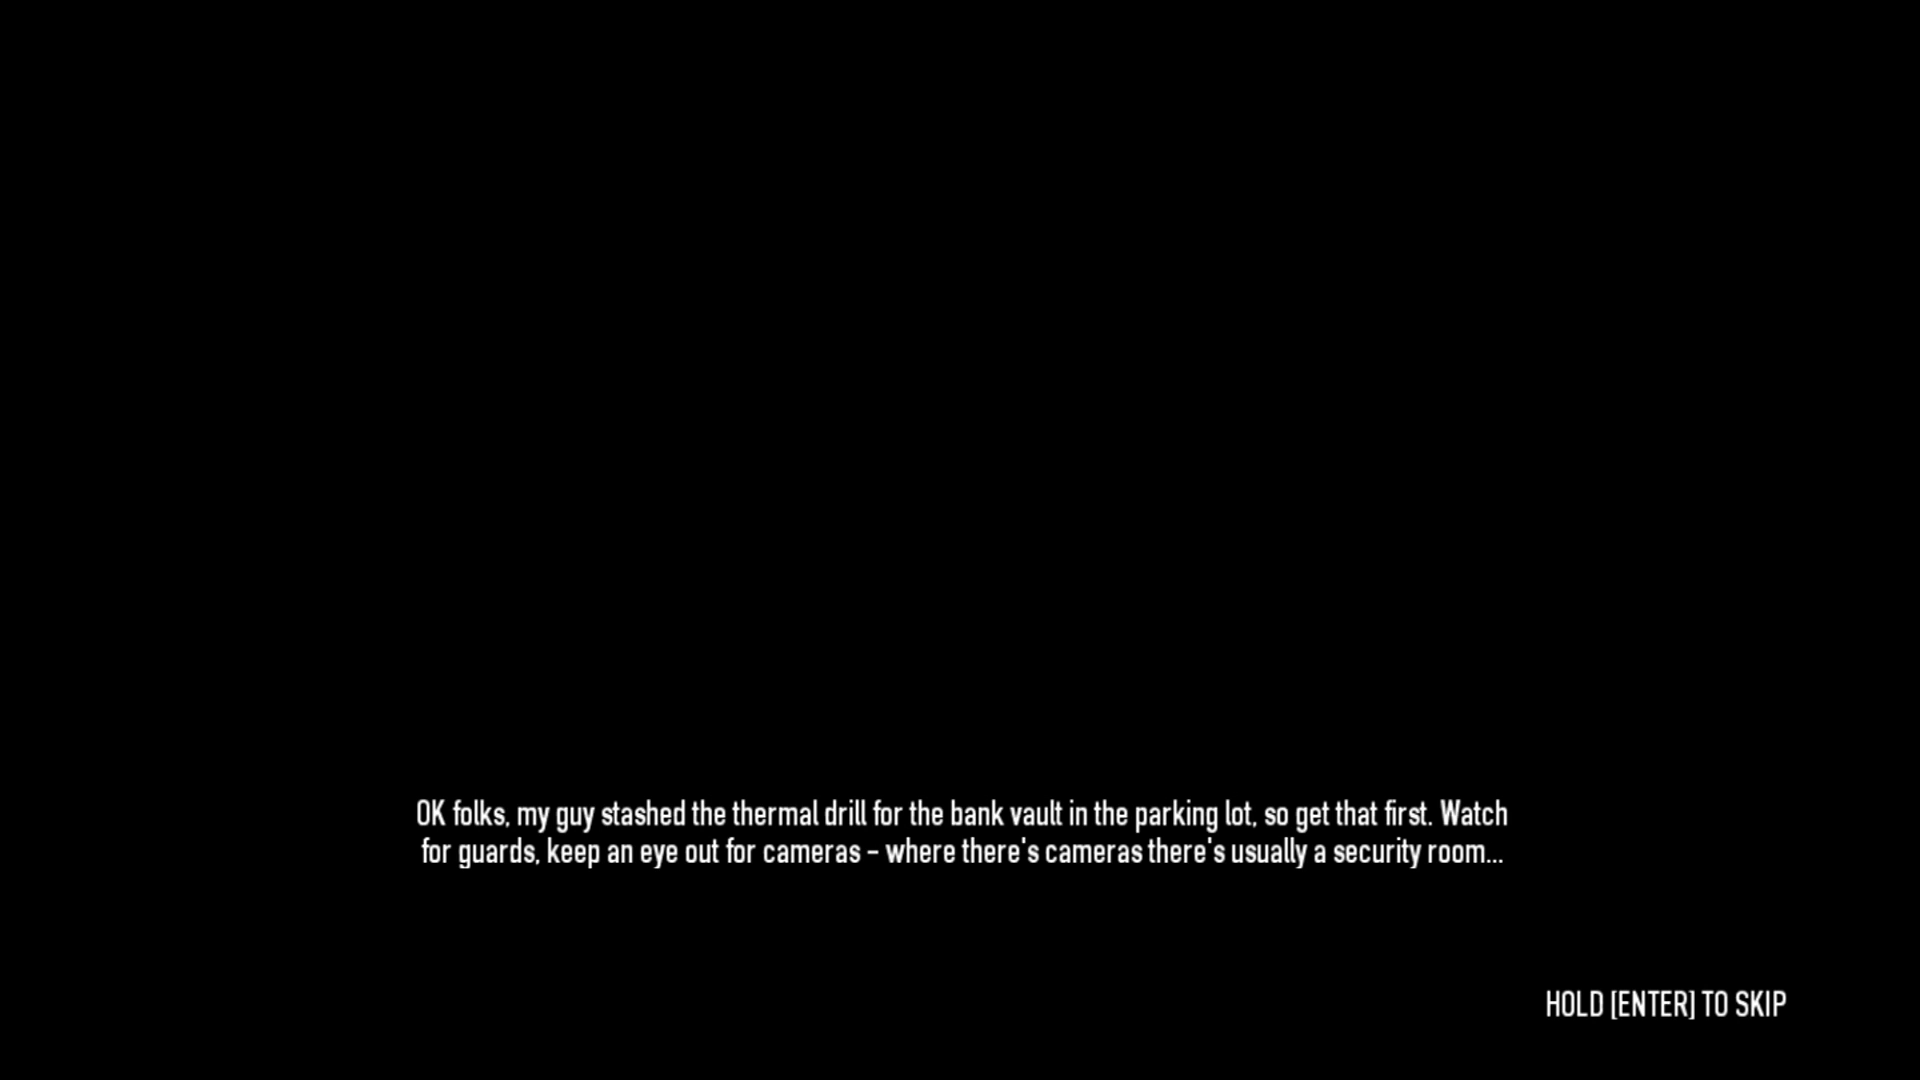 OK folks, my guy stashed the thermal drill for the bank vault in the parking lot, so get that first. Watch
for guards, keep an eye out for cameras – where there's cameras there's usually a security room...
HOLD [ENTER] TO SKIP